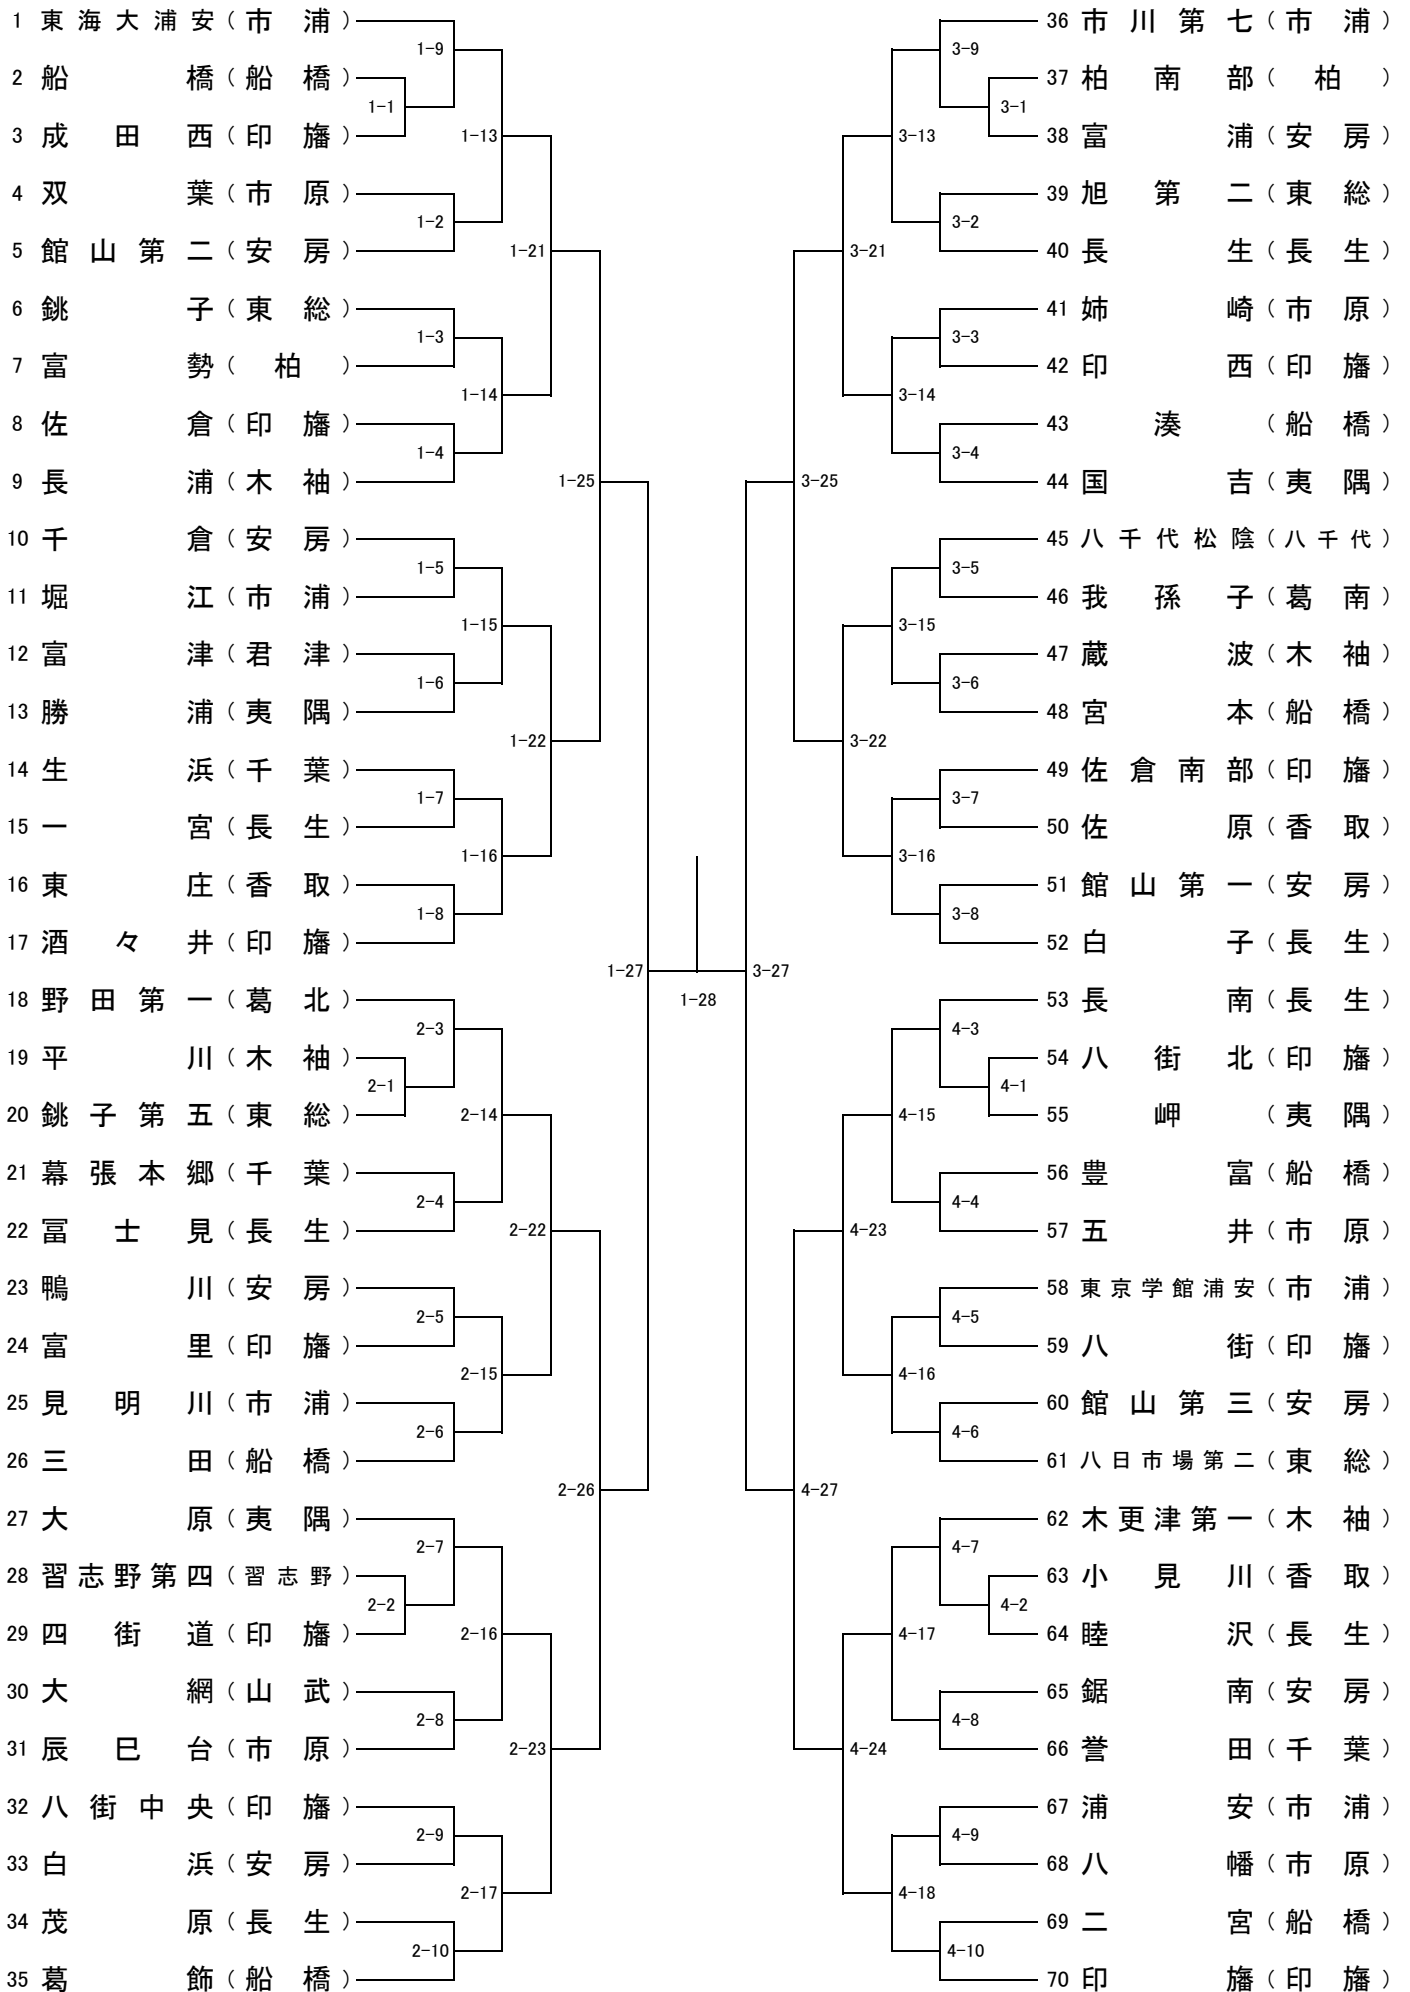 1 東海大浦安（市 浦）
1-9
2 船橋（船 橋）
1-1
3 成田西（印 旛）
1-13
4 双葉（市 原）
1-2
5 館山第二（安 房）
1-21
6 銚子（東 総）
1-3
7 富勢（柏）
1-14
8 佐倉（印 旛）
1-4
9 長浦（木 袖）
1-25
10 千倉（安 房）
1-5
11 堀江（市 浦）
1-15
12 富津（君 津）
1-6
13 勝浦（夷 隅）
1-22
14 生浜（千 葉）
1-7
15 一宮（長 生）
1-16
16 東庄（香 取）
1-8
17 酒々井（印 旛）
1-27
18 野田第一（葛 北）
2-3
19 平川（木 袖）
2-1
20 銚子第五（東 総）
2-14
21 幕張本郷（千 葉）
2-4
22 冨士見（長 生）
2-22
23 鴨川（安 房）
2-5
24 富里（印 旛）
2-15
25 見明川（市 浦）
2-6
26 三田（船 橋）
2-26
27 大原（夷 隅）
2-7
28 習志野第四（習志野）
2-2
29 四街道（印 旛）
2-16
30 大網（山 武）
2-8
31 辰巳台（市 原）
2-23
32 八街中央（印 旛）
2-9
33 白浜（安 房）
2-17
34 茂原（長 生）
2-10
35 葛飾（船 橋）
1-28
36 市川第七（市 浦）
3-9
37 柏南部（柏）
3-1
38 富浦（安 房）
3-13
39 旭第二（東 総）
3-2
40 長生（長 生）
3-21
41 姉崎（市 原）
3-3
42 印西（印 旛）
3-14
43 湊（船 橋）
3-4
44 国吉（夷 隅）
3-25
45 八千代松陰（八千代）
3-5
46 我孫子（葛 南）
3-15
47 蔵波（木 袖）
3-6
48 宮本（船 橋）
3-22
49 佐倉南部（印 旛）
3-7
50 佐原（香 取）
3-16
51 館山第一（安 房）
3-8
52 白子（長 生）
3-27
53 長南（長 生）
4-3
54 八街北（印 旛）
4-1
55 岬（夷 隅）
4-15
56 豊富（船 橋）
4-4
57 五井（市 原）
4-23
58 東京学館浦安（市 浦）
4-5
59 八街（印 旛）
4-16
60 館山第三（安 房）
4-6
61 八日市場第二（東 総）
4-27
62 木更津第一（木 袖）
4-7
63 小見川（香 取）
4-2
64 睦沢（長 生）
4-17
65 鋸南（安 房）
4-8
66 誉田（千 葉）
4-24
67 浦安（市 浦）
4-9
68 八幡（市 原）
4-18
69 二宮（船 橋）
4-10
70 印旛（印 旛）